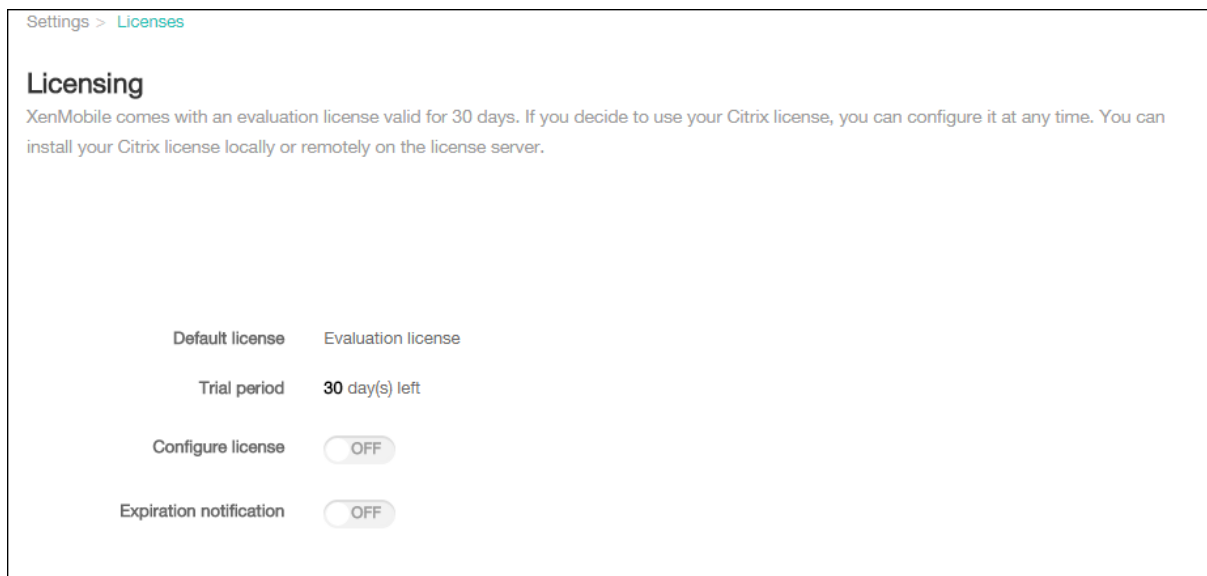 Settings > Licenses
Licensing
XenMobile comes with an evaluation license valid for 30 days. If you decide to use your Citrix license, you can configure it at any time. You can
install your Citrix license locally or remotely on the license server.
Default license Evaluation license
Trial period 30 day(s) left
Configure license OFF
Expiration notification OFF